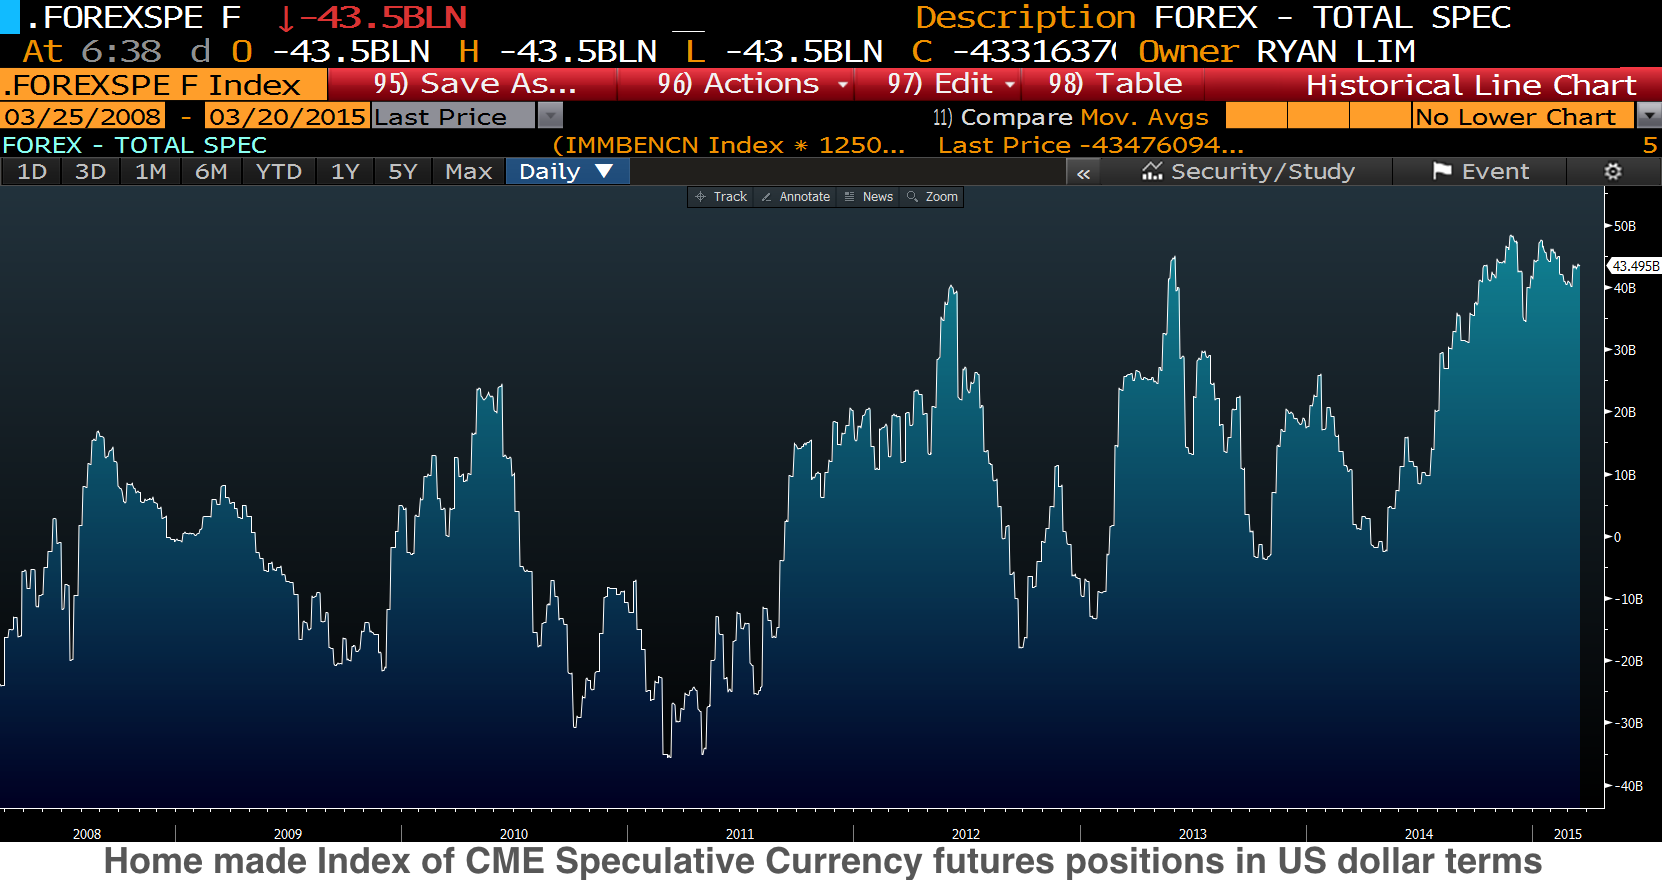 .FOREXSPE F ↓-43.5BLN __ Description FOREX - TOTAL SPEC
At 6:38 d O -43.5BLN H -43.5BLN L -43.5BLN C -4331637 Owner RYAN LIM
.FOREXSPE F Index 95) Save As... 96) Actions 97) Edit 98) Table Historical Line Chart
03/25/2008 - 03/20/2015 Last Price 11) Compare Mov. Avgs No Lower Chart
FOREX - TOTAL SPEC (IMMBENCN Index * 1250... Last Price -43476094... 5
1D 3D 1M 6M YTD 1Y 5Y Max Daily ▼ « Security/Study Event
Track Annotate News Zoom
50B
43.495B
40B
30B
20B
10B
0
-10B
-20B
-30B
-40B
2008 2009 2010 2011 2012 2013 2014 2015
Home made Index of CME Speculative Currency futures positions in US dollar terms